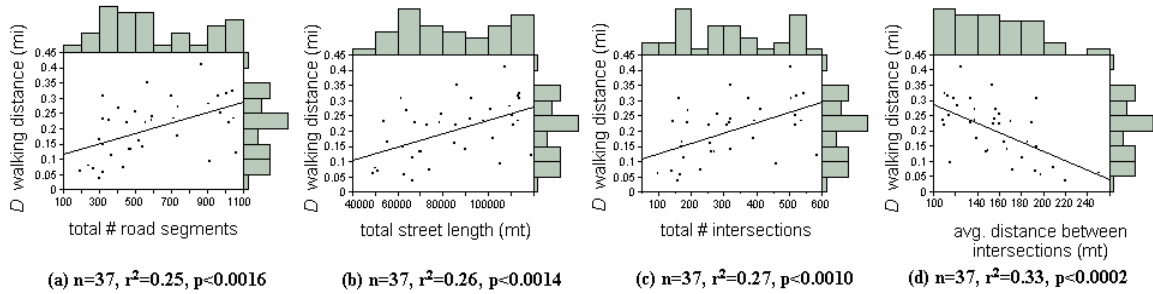 D walking distance (mi)
0.45
0.4
0.35
0.3
0.25
0.2
0.15
0.1
0.05
0
100 300 500 700 900 1100
total # road segments
(a) n=37, r²=0.25, p<0.0016
D walking distance (mi)
0.45
0.4
0.35
0.3
0.25
0.2
0.15
0.1
0.05
0
40000 60000 80000 100000
total street length (mt)
(b) n=37, r²=0.26, p<0.0014
D walking distance (mi)
0.45
0.4
0.35
0.3
0.25
0.2
0.15
0.1
0.05
0
100 200 300 400 500 600
total # intersections
(c) n=37, r²=0.27, p<0.0010
D walking distance (mi)
0.45
0.4
0.35
0.3
0.25
0.2
0.15
0.1
0.05
0
100 120 140 160 180 200 220 240
avg. distance between
intersections (mt)
(d) n=37, r²=0.33, p<0.0002